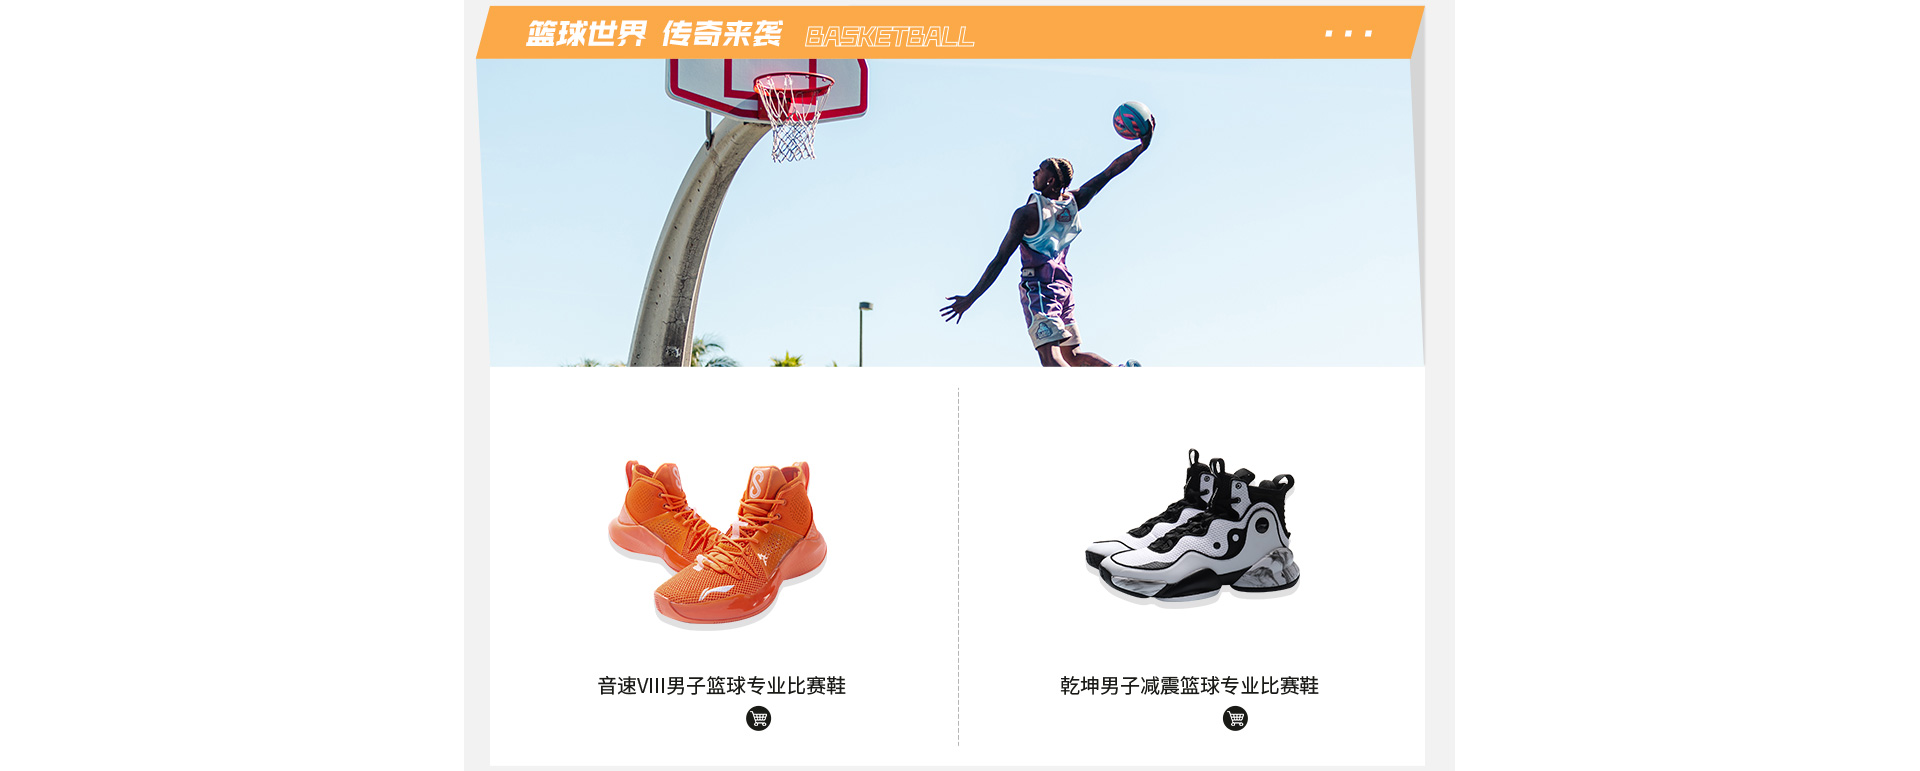 篮球世界 传奇来袭 BASKETBALL
音速VIII男子篮球专业比赛鞋
乾坤男子减震篮球专业比赛鞋